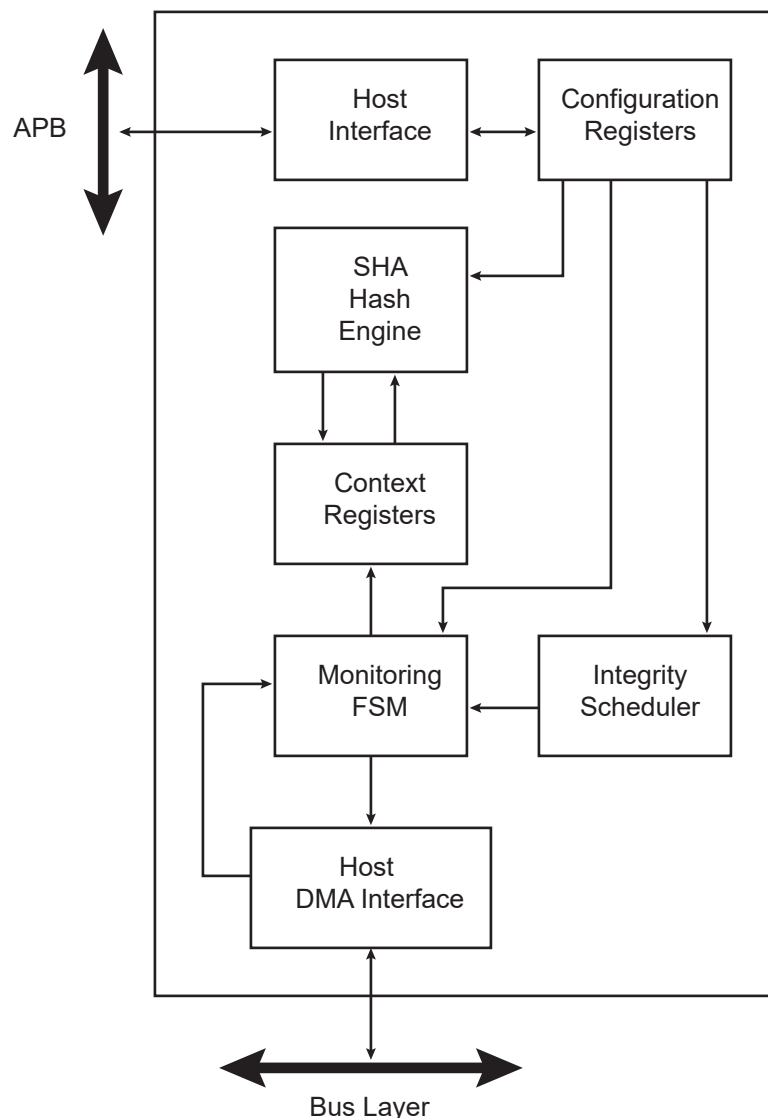 APB
Host
Interface
Configuration
Registers
SHA
Hash
Engine
Context
Registers
Monitoring
FSM
Integrity
Scheduler
Host
DMA Interface
Bus Layer